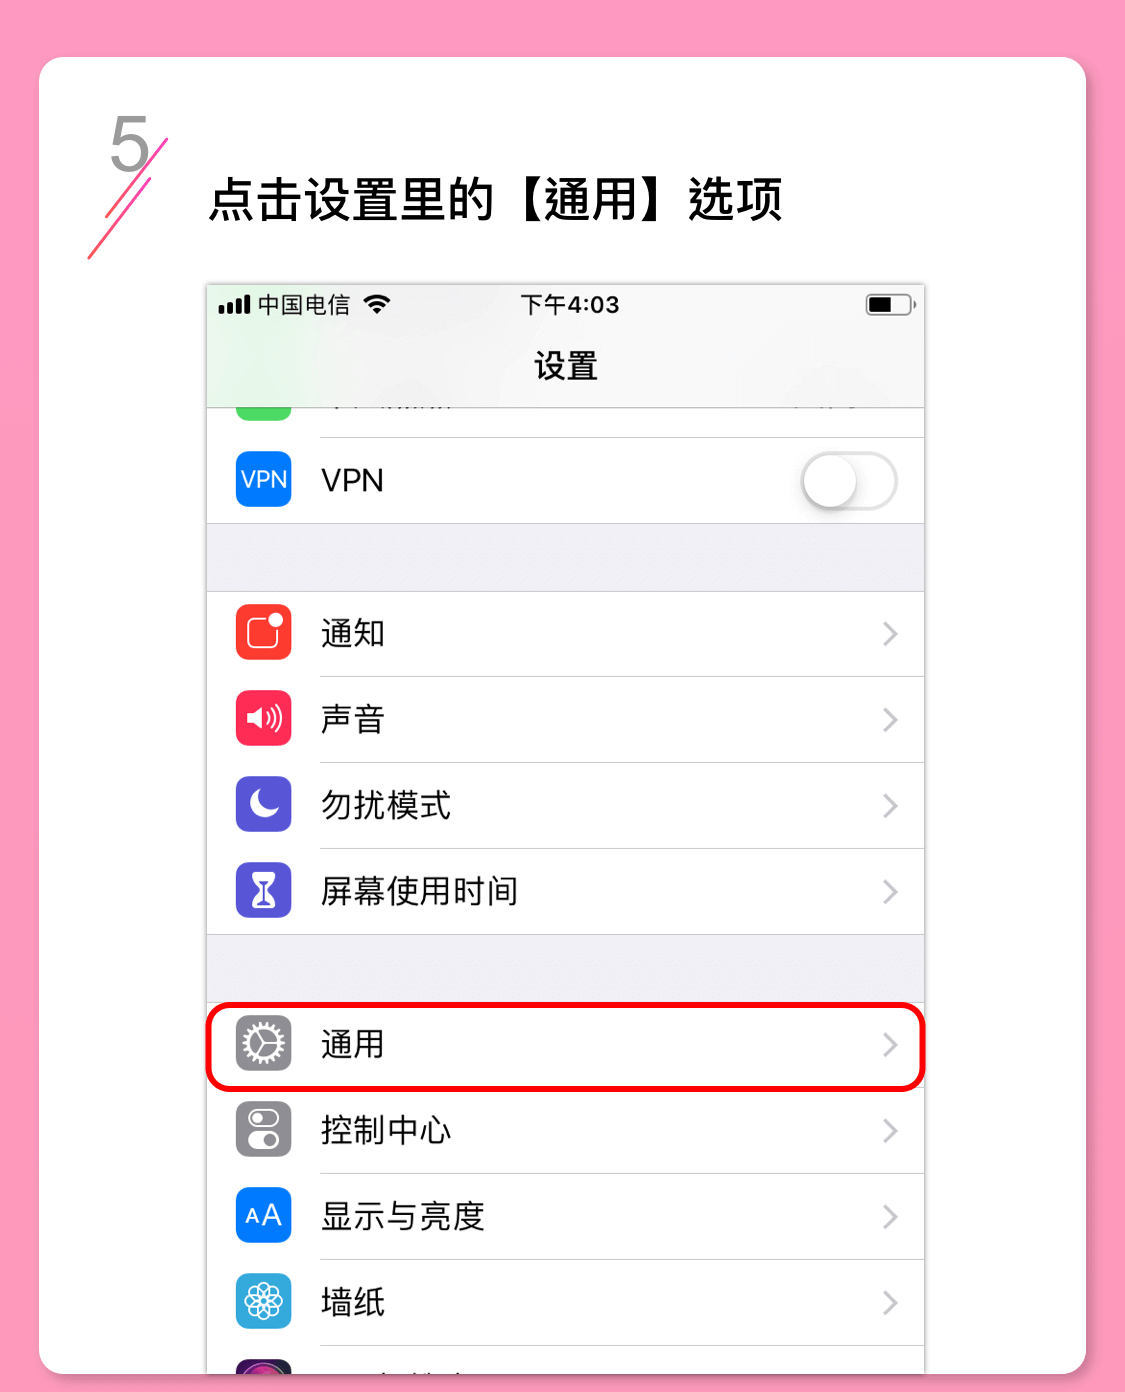 5
点击设置里的【通用】选项
中国电信
下午4:03
设置
VPN
VPN
通知
声音
勿扰模式
屏幕使用时间
通用
控制中心
AA
显示与亮度
墙纸